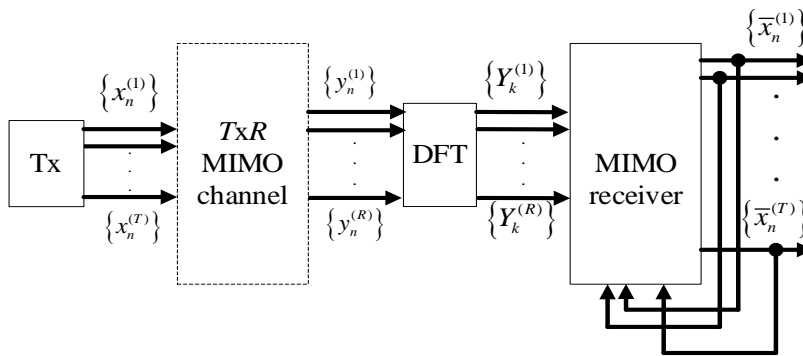 Tx
{x_n^(1)}
{x_n^(T)}
TxR
MIMO
channel
{y_n^(1)}
{y_n^(R)}
DFT
{Y_k^(1)}
{Y_k^(R)}
MIMO
receiver
{x̄_n^(1)}
{x̄_n^(T)}